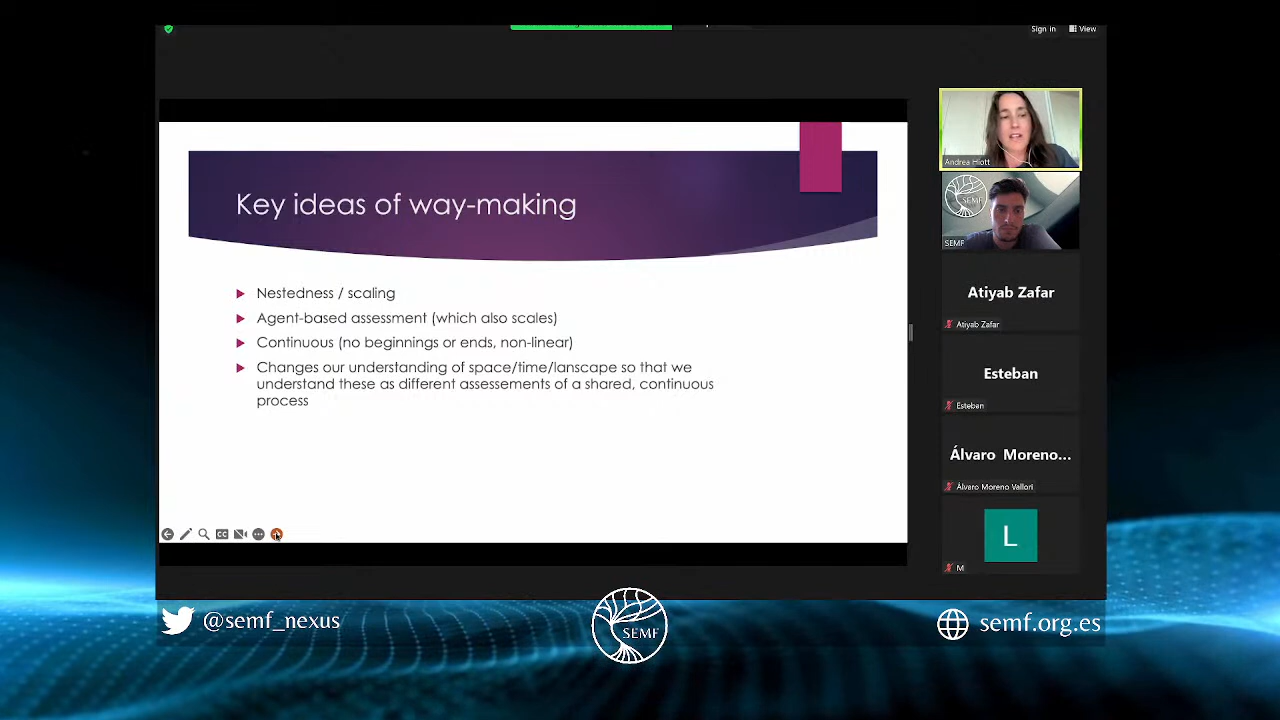 Sign in
View
Key ideas of way-making
Nestedness / scaling
Agent-based assessment (which also scales)
Continuous (no beginnings or ends, non-linear)
Changes our understanding of space/time/lanscape so that we
understand these as different assessements of a shared, continuous
process
CC
Andrea Hiott
SEMF
SEMF
Atiyab Zafar
Atiyab Zafar
Esteban
Esteban
Álvaro Moreno...
Álvaro Moreno Vallori
L
M
@semf_nexus
SEMF
semf.org.es